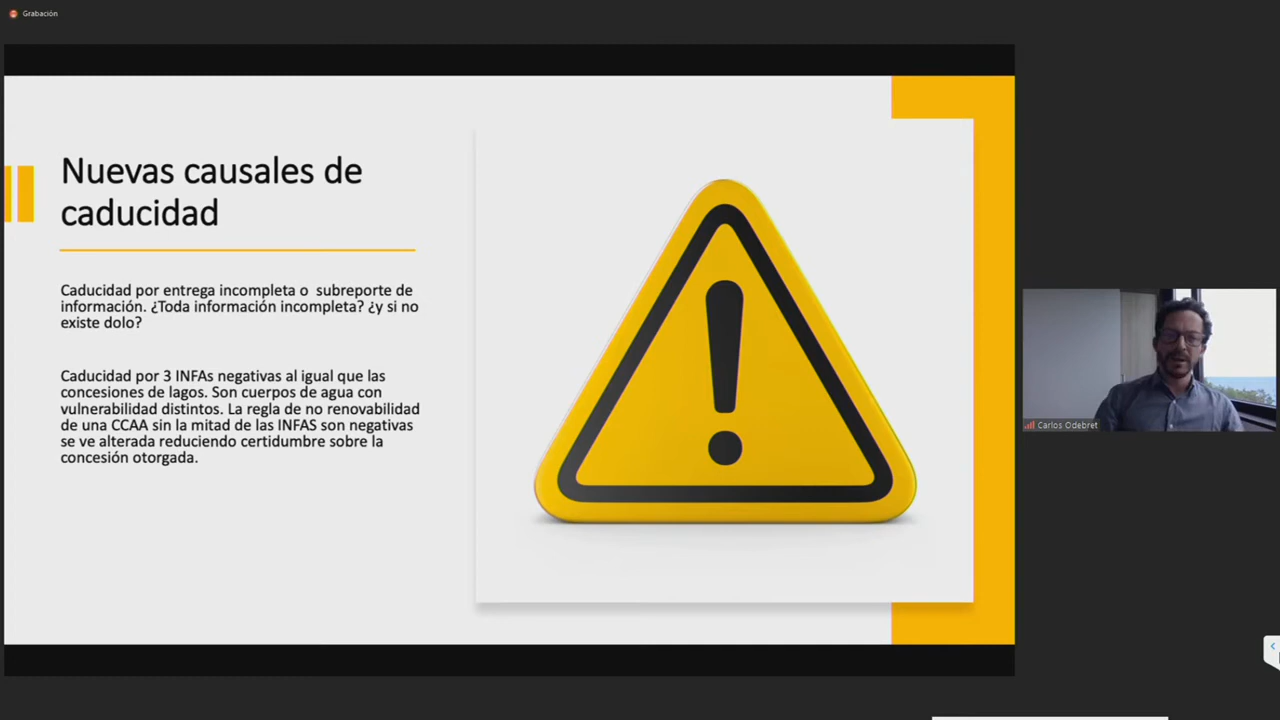 Grabación
Nuevas causales de
caducidad
Caducidad por entrega incompleta o subreporte de
información. ¿Toda información incompleta? ¿y si no
existe dolo?
Caducidad por 3 INFAs negativas al igual que las
concesiones de lagos. Son cuerpos de agua con
vulnerabilidad distintos. La regla de no renovabilidad
de una CCAA sin la mitad de las INFAS son negativas
se ve alterada reduciendo certidumbre sobre la
concesión otorgada.
Carlos Odebret